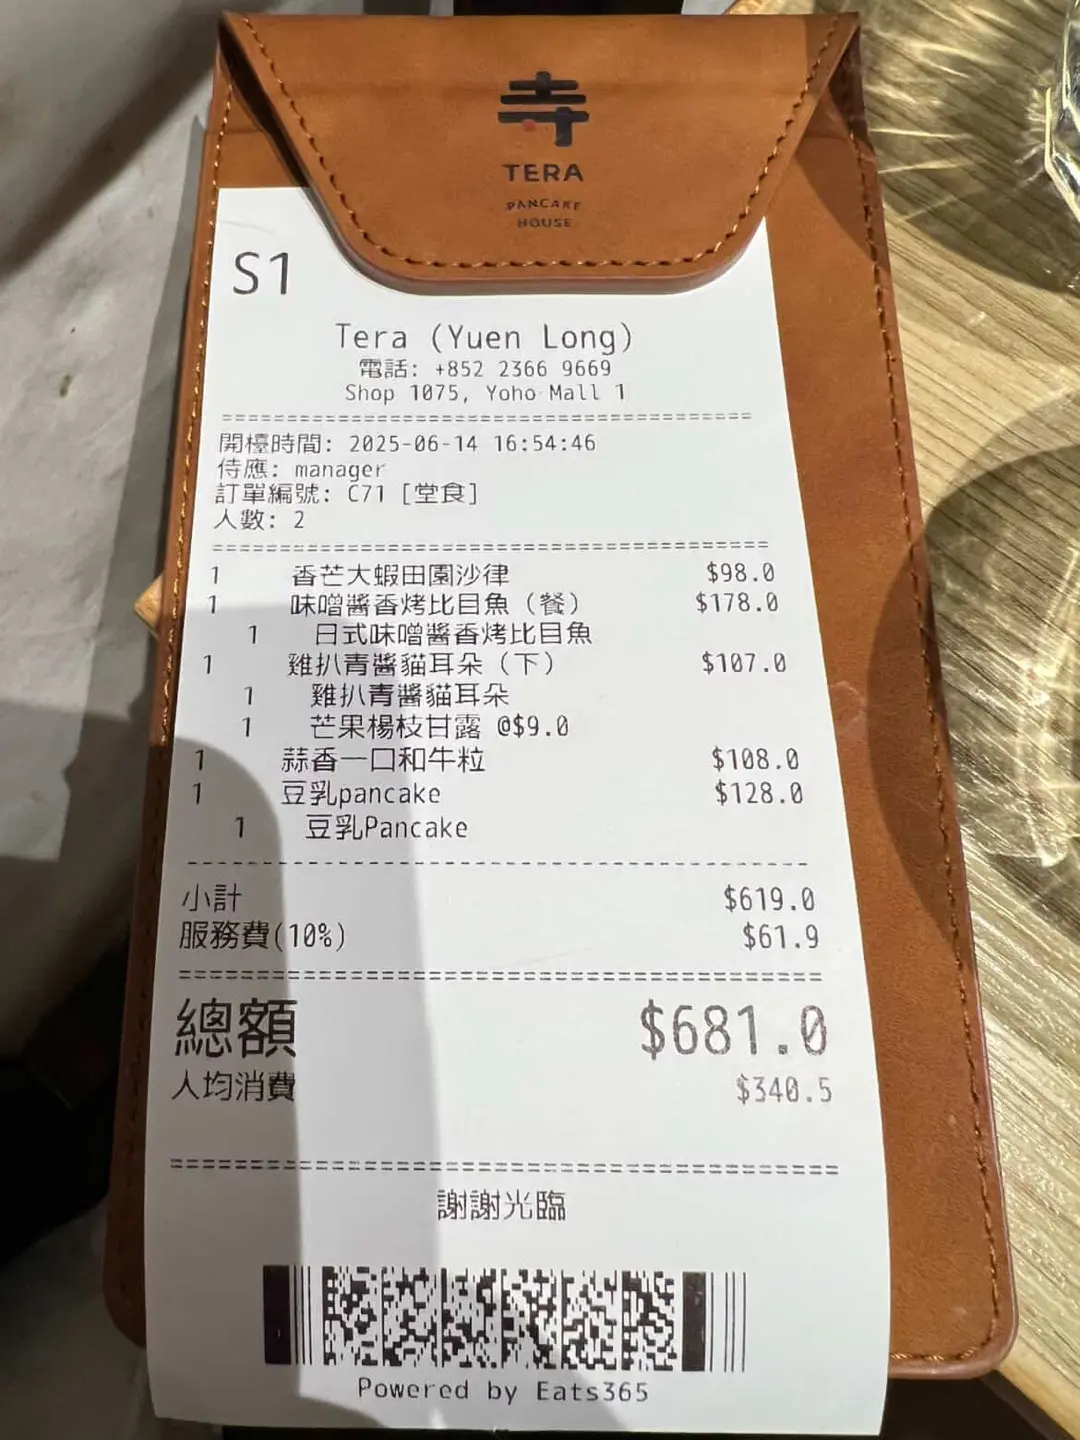 寺
TERA
PANCAKE
HOUSE
S1
Tera (Yuen Long)
電話: +852 2366 9669
Shop 1075, Yoho Mall 1
開檯時間: 2025-06-14 16:54:46
侍應: manager
訂單編號: C71 [堂食]
人數: 2
1 香芒大蝦田園沙律 $98.0
1 味噌醬香烤比目魚（餐） $178.0
1 日式味噌醬香烤比目魚
1 雞扒青醬貓耳朵（下） $107.0
1 雞扒青醬貓耳朵
1 芒果楊枝甘露 @$9.0
1 蒜香一口和牛粒 $108.0
1 豆乳pancake $128.0
1 豆乳Pancake
小計 $619.0
服務費(10%) $61.9
總額 $681.0
人均消費 $340.5
謝謝光臨
Powered by Eats365